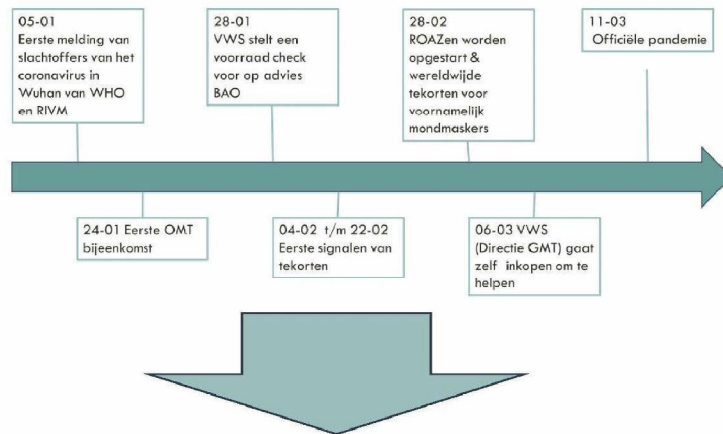 05-01
Eerste melding van
slachtoffers van het
coronavirus in
Wuhan van WHO
en RIVM
28-01
VWS stelt een
voorraad check
voor op advies
BAO
28-02
ROAZen worden
opgestart &
wereldwijde
tekorten voor
voornamelijk
mondmaskers
11-03
Officiële pandemie
24-01 Eerste OMT
bijeenkomst
04-02 t/m 22-02
Eerste signalen van
tekorten
06-03 VWS
(Directie GMT) gaat
zelf inkopen om te
helpen